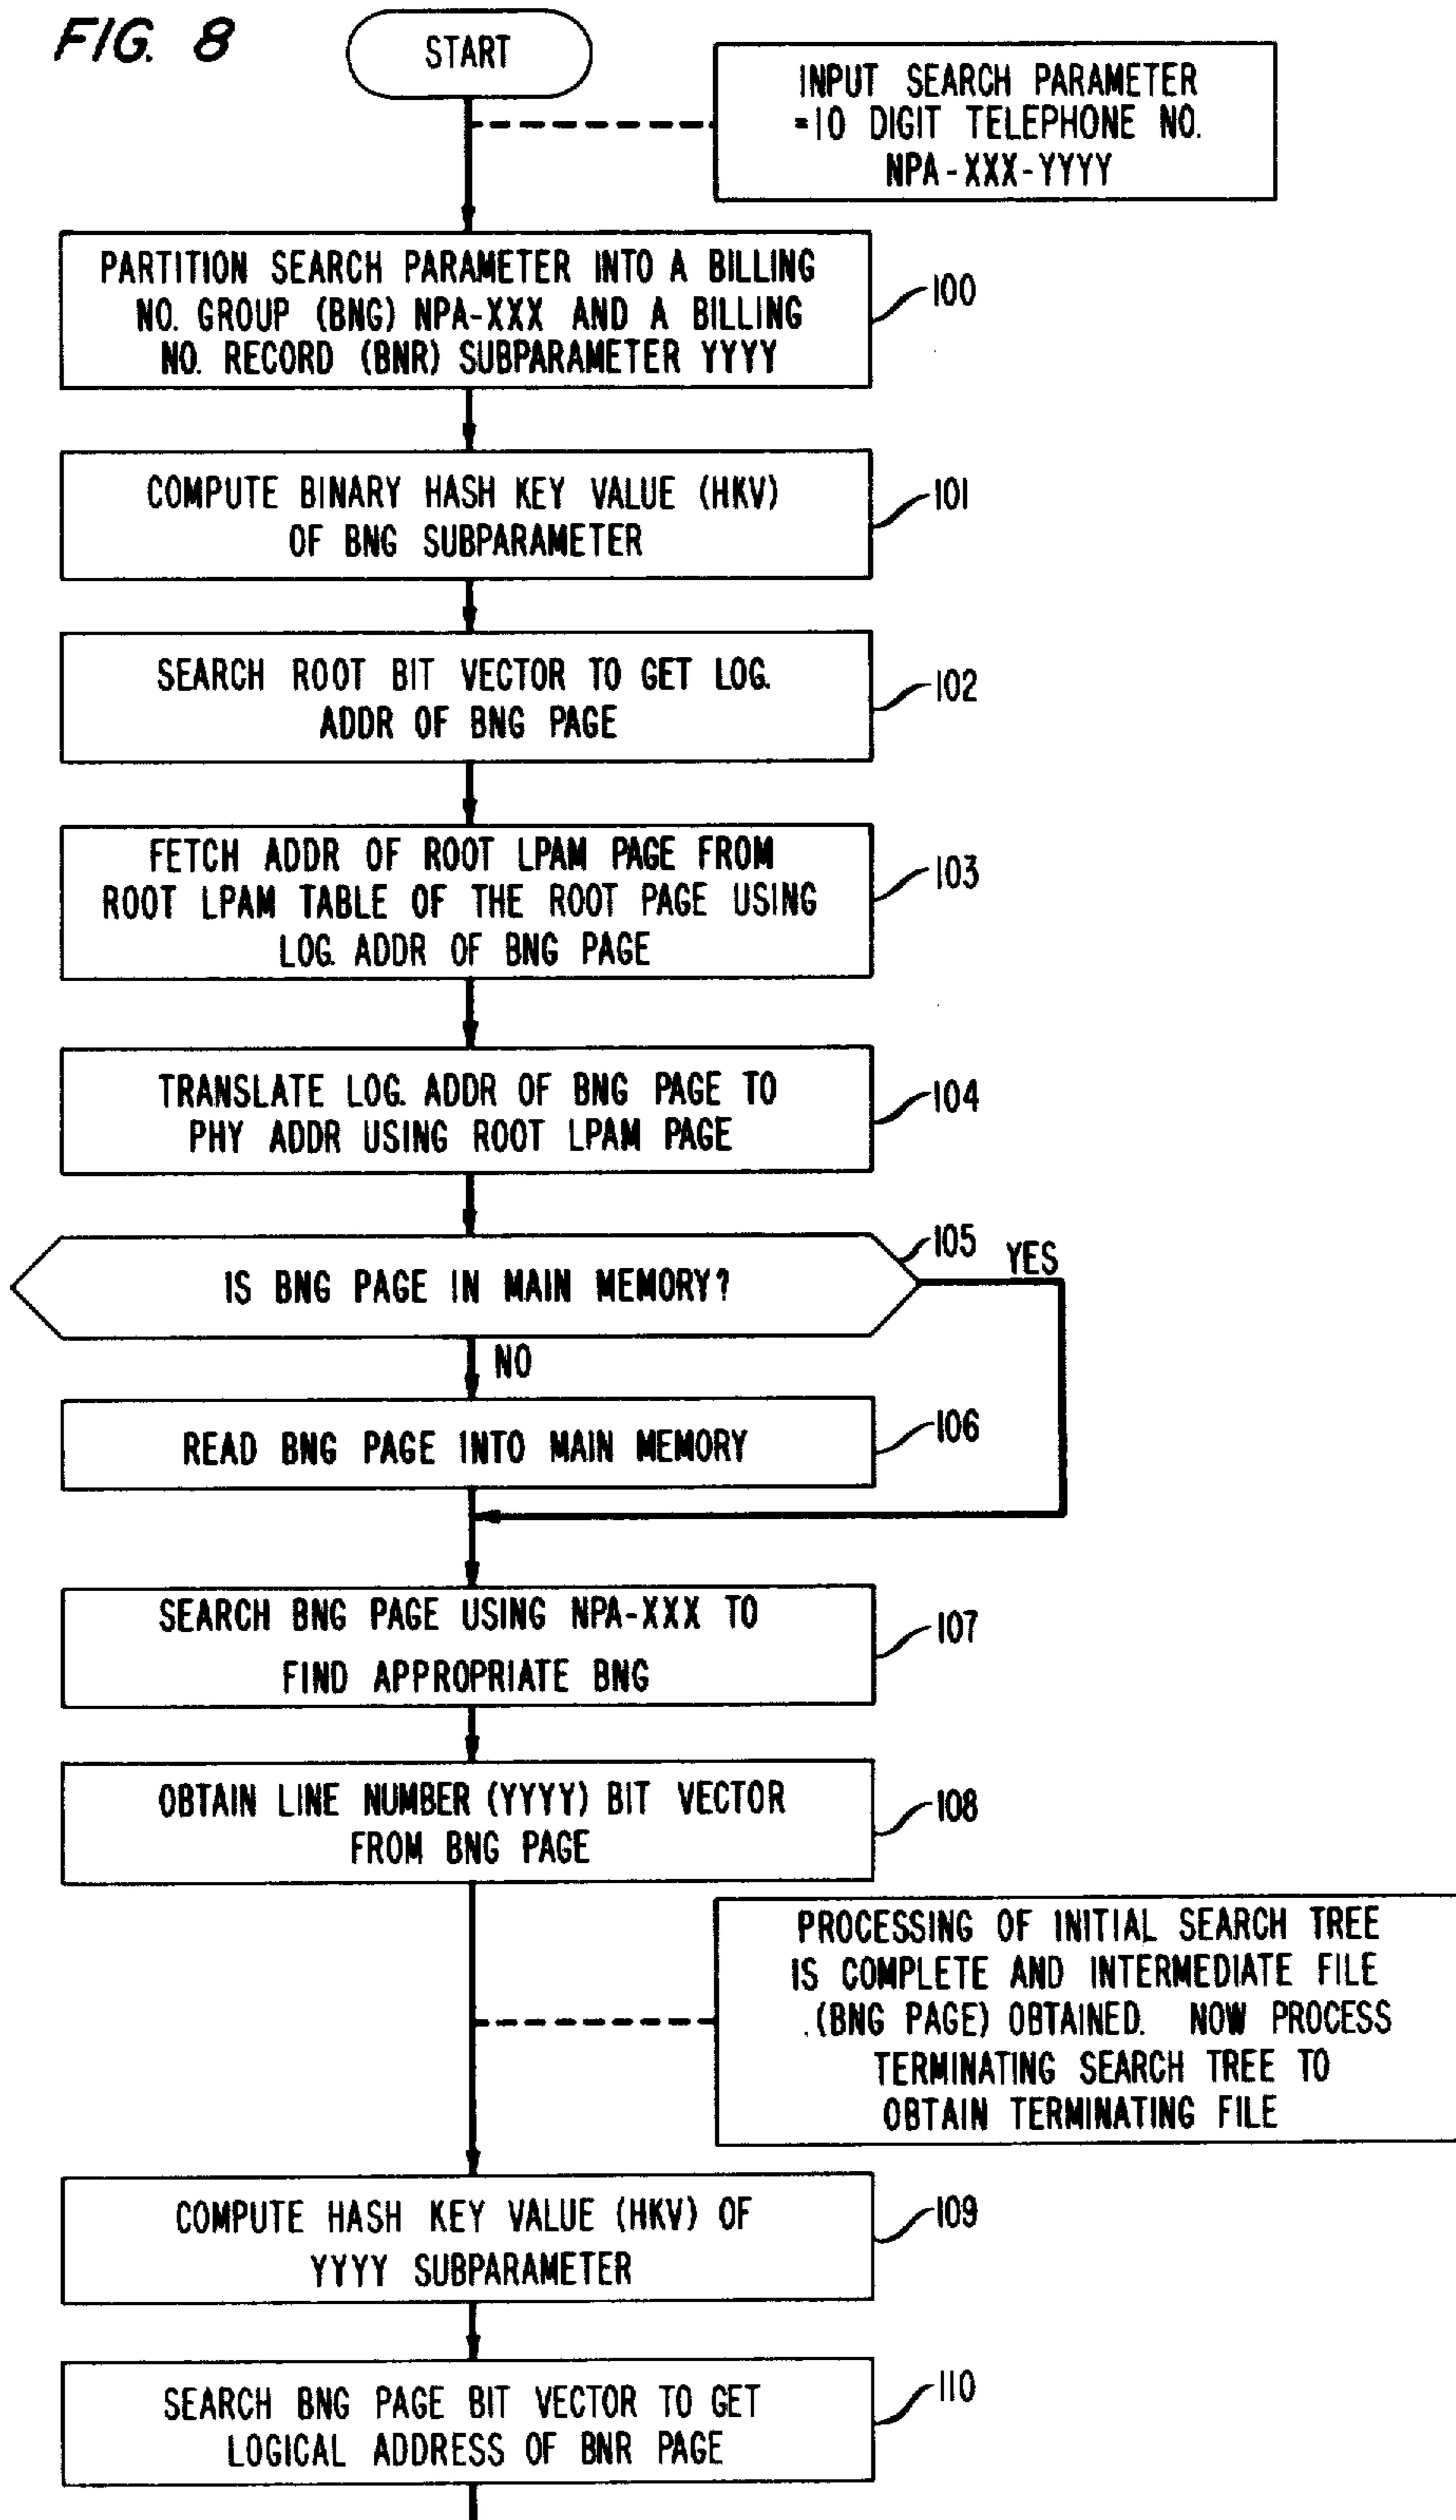 FIG. 8
START
INPUT SEARCH PARAMETER
=10 DIGIT TELEPHONE NO.
NPA-XXX-YYYY
PARTITION SEARCH PARAMETER INTO A BILLING
NO. GROUP (BNG) NPA-XXX AND A BILLING
NO. RECORD (BNR) SUBPARAMETER YYYY
100
COMPUTE BINARY HASH KEY VALUE (HKV)
OF BNG SUBPARAMETER
101
SEARCH ROOT BIT VECTOR TO GET LOG.
ADDR OF BNG PAGE
102
FETCH ADDR OF ROOT LPAM PAGE FROM
ROOT LPAM TABLE OF THE ROOT PAGE USING
LOG. ADDR OF BNG PAGE
103
TRANSLATE LOG. ADDR OF BNG PAGE TO
PHY ADDR USING ROOT LPAM PAGE
104
IS BNG PAGE IN MAIN MEMORY?
105
YES
NO
READ BNG PAGE INTO MAIN MEMORY
106
SEARCH BNG PAGE USING NPA-XXX TO
FIND APPROPRIATE BNG
107
OBTAIN LINE NUMBER (YYYY) BIT VECTOR
FROM BNG PAGE
108
PROCESSING OF INITIAL SEARCH TREE
IS COMPLETE AND INTERMEDIATE FILE
(BNG PAGE) OBTAINED. NOW PROCESS
TERMINATING SEARCH TREE TO
OBTAIN TERMINATING FILE
COMPUTE HASH KEY VALUE (HKV) OF
YYYY SUBPARAMETER
109
SEARCH BNG PAGE BIT VECTOR TO GET
LOGICAL ADDRESS OF BNR PAGE
110